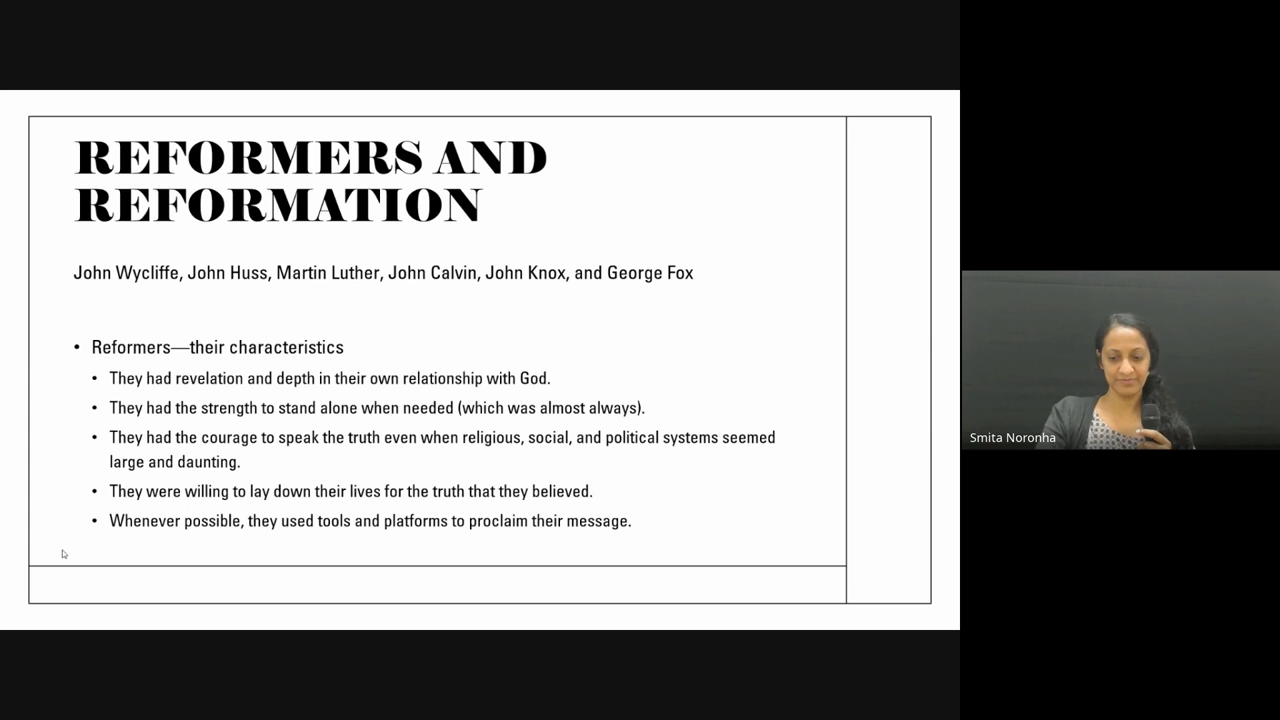 REFORMERS AND
REFORMATION
John Wycliffe, John Huss, Martin Luther, John Calvin, John Knox, and George Fox
• Reformers—their characteristics
• They had revelation and depth in their own relationship with God.
• They had the strength to stand alone when needed (which was almost always).
• They had the courage to speak the truth even when religious, social, and political systems seemed
large and daunting.
• They were willing to lay down their lives for the truth that they believed.
• Whenever possible, they used tools and platforms to proclaim their message.
Smita Noronha